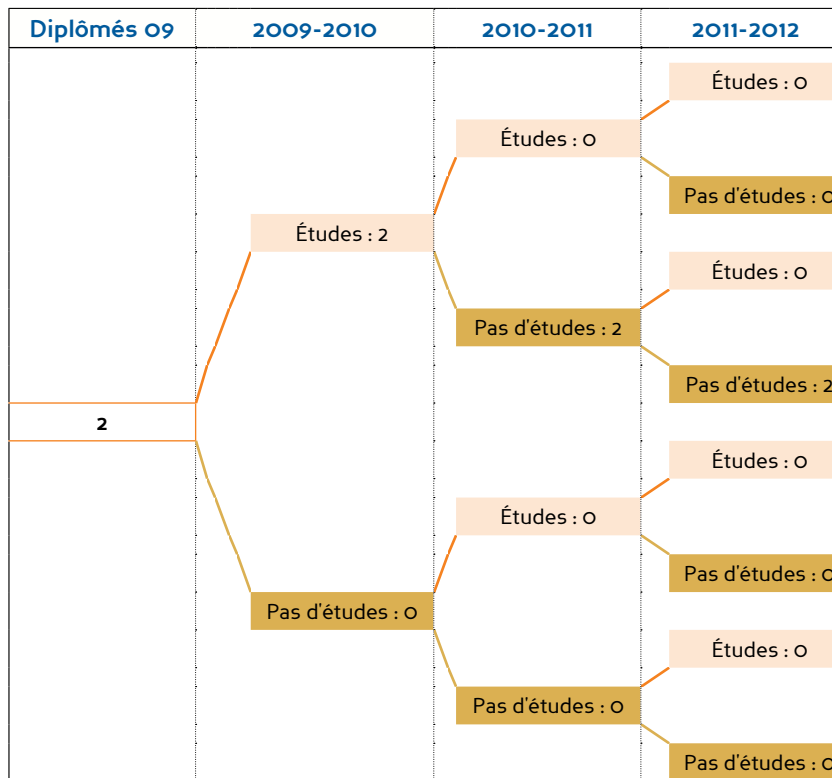 Diplômés 09 2009-2010 2010-2011 2011-2012
Études : 0
Études : 0
Pas d'études : 0
Études : 2
Études : 0
Pas d'études : 2
Pas d'études : 2
2
Études : 0
Études : 0
Pas d'études : 0
Pas d'études : 0
Études : 0
Pas d'études : 0
Pas d'études : 0